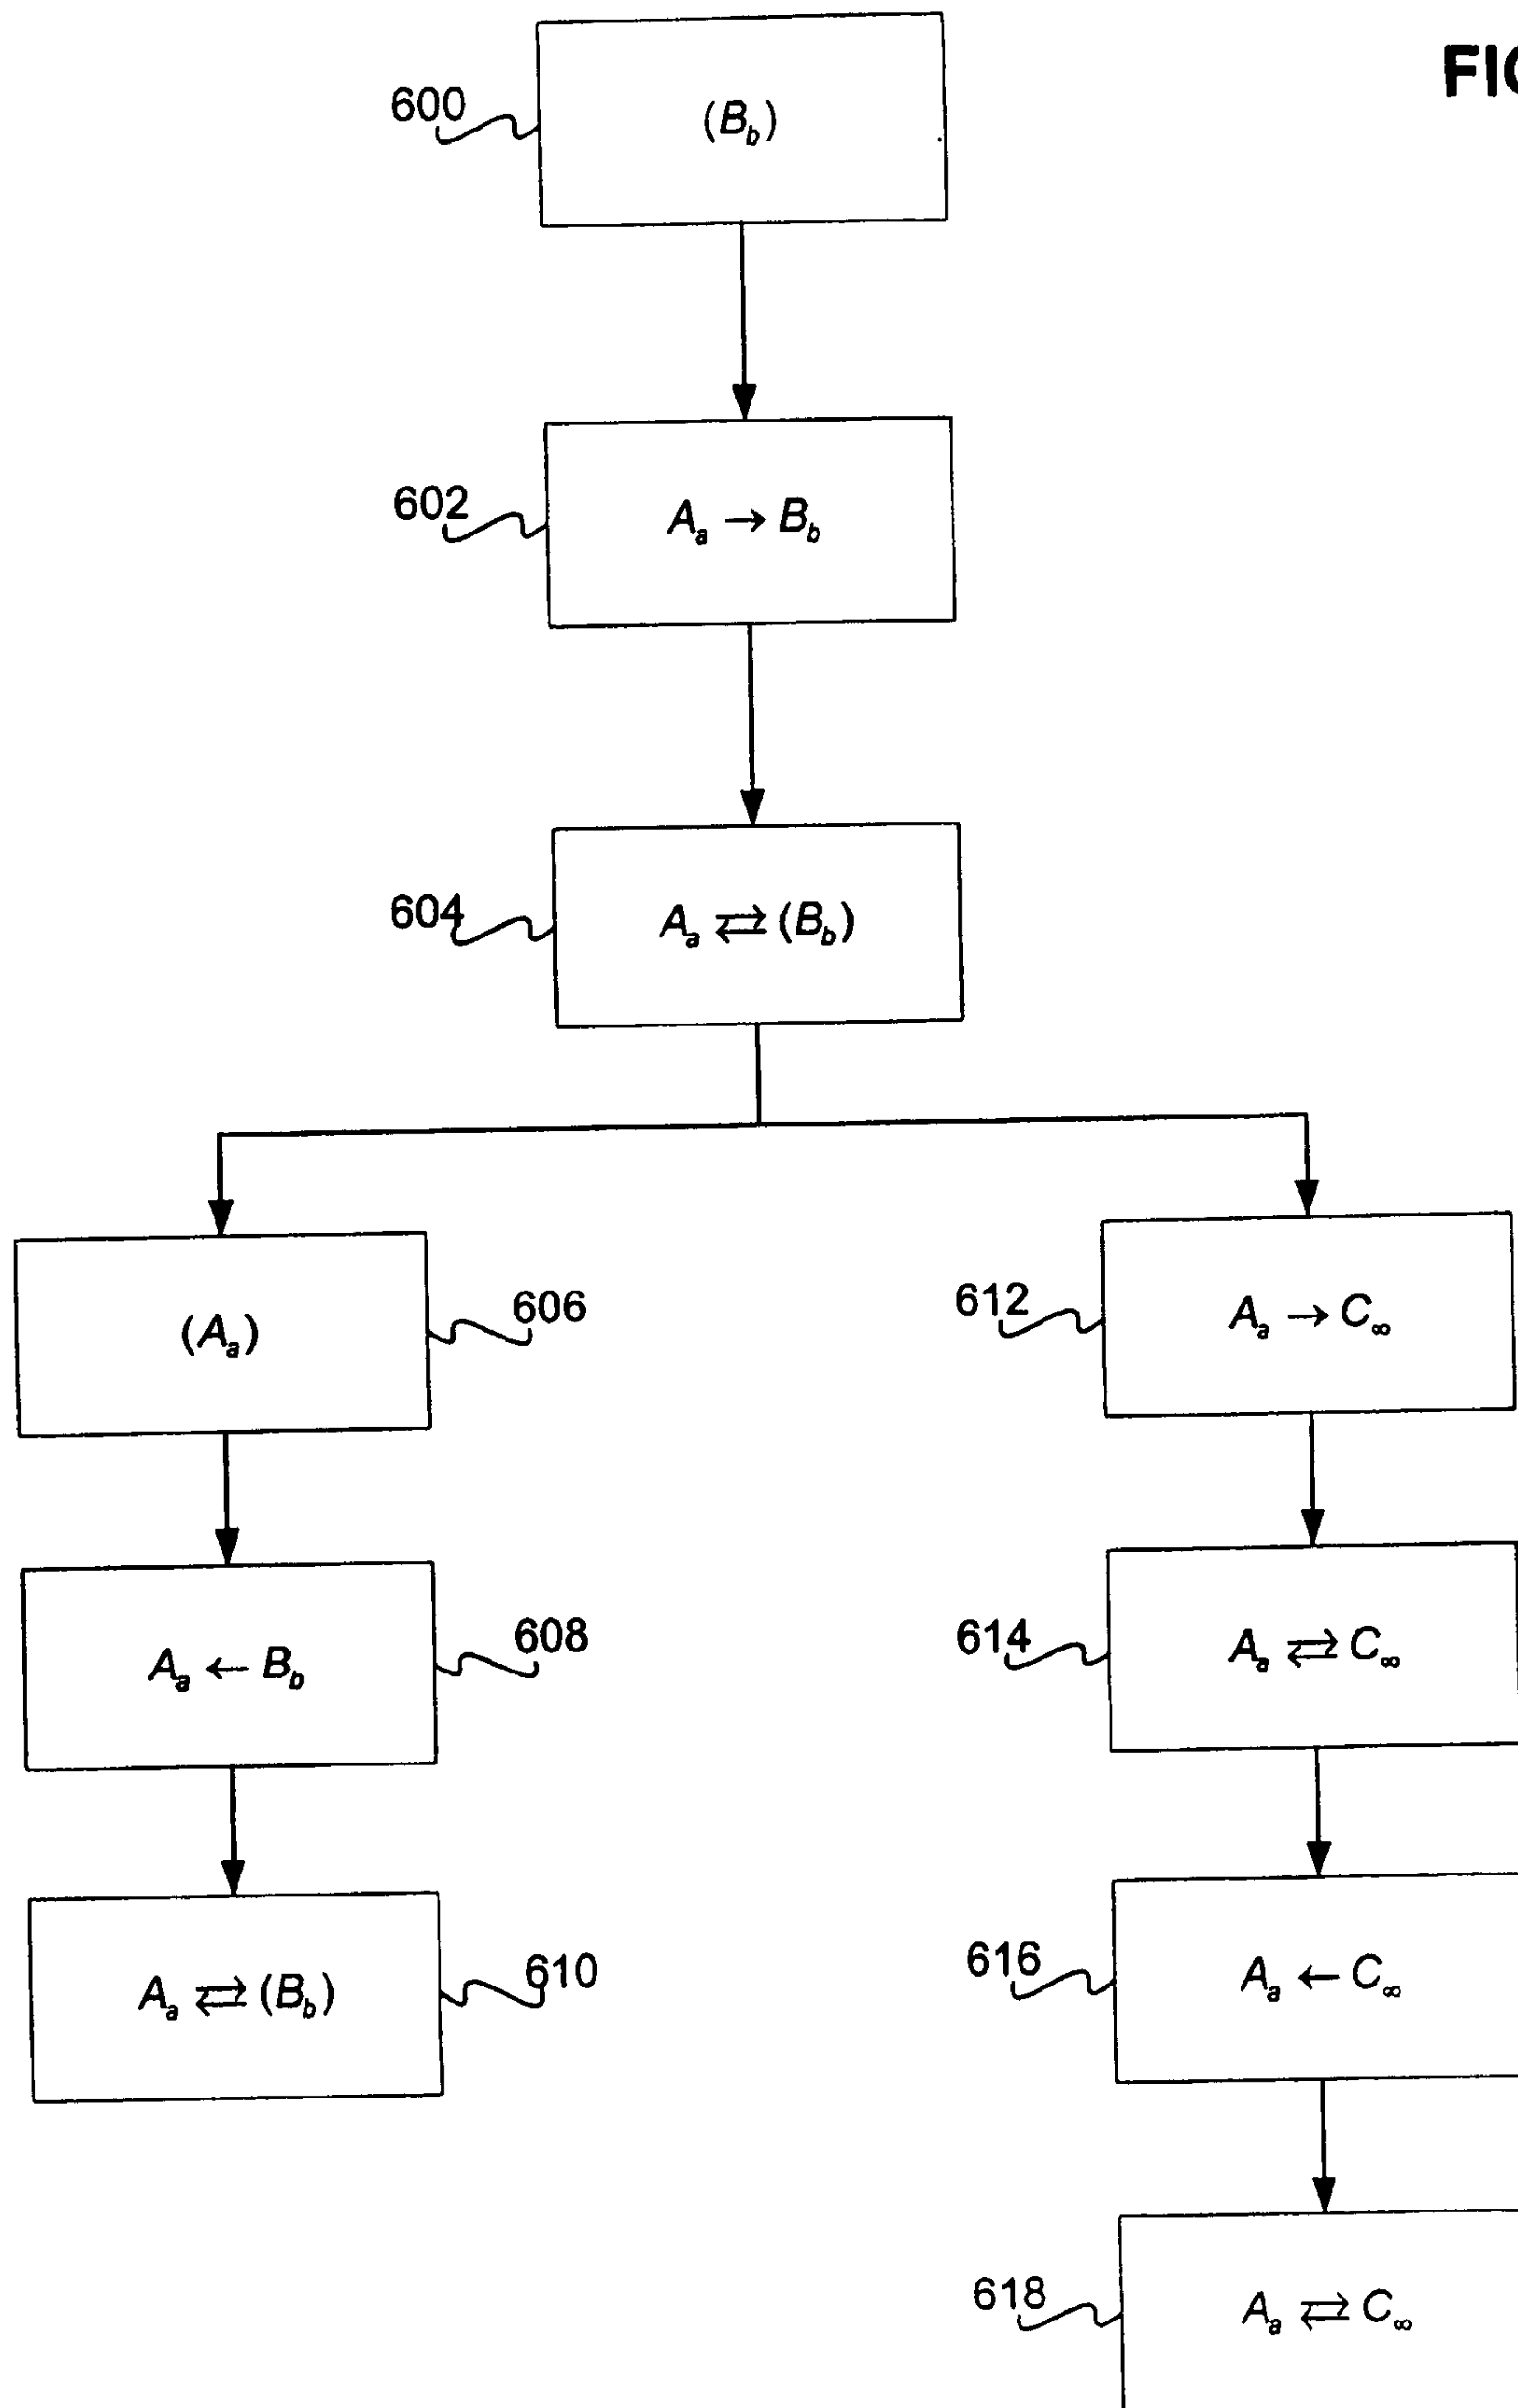 FIG
600
(B_b)
602
A_a → B_b
604
A_a ⇄ (B_b)
(A_a)
606
612
A_a → C_∞
A_a ← B_b
608
614
A_a ⇄ C_∞
A_a ⇄ (B_b)
610
616
A_a ← C_∞
618
A_a ⇄ C_∞